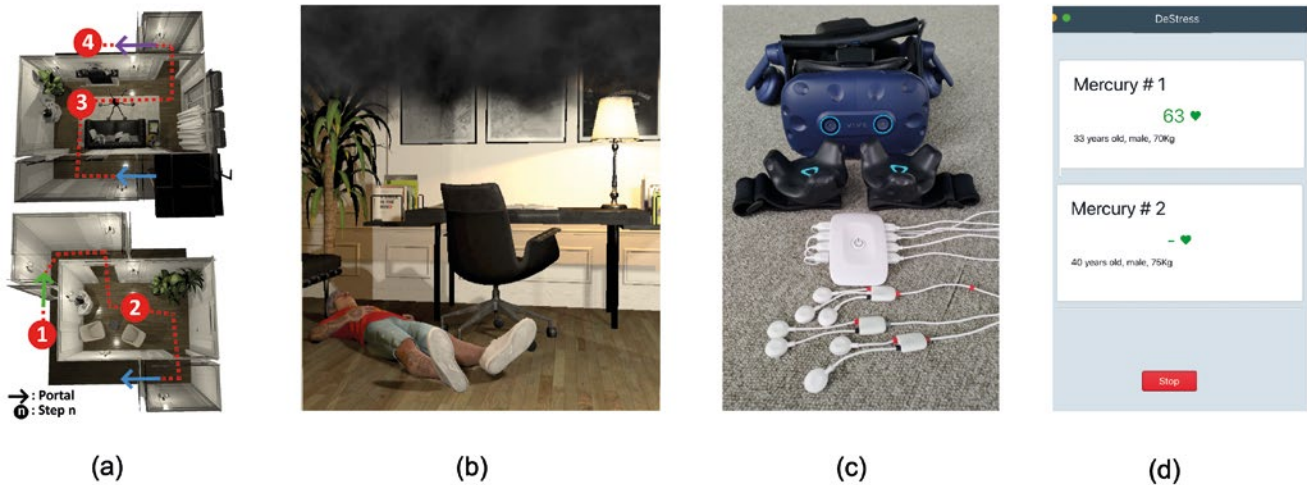 4
3
2
1
→ : Portal
n : Step n
VIVE
DeStress
Mercury # 1
63 ♥
33 years old, male, 70Kg
Mercury # 2
- ♥
40 years old, male, 75Kg
Stop
(a)
(b)
(c)
(d)